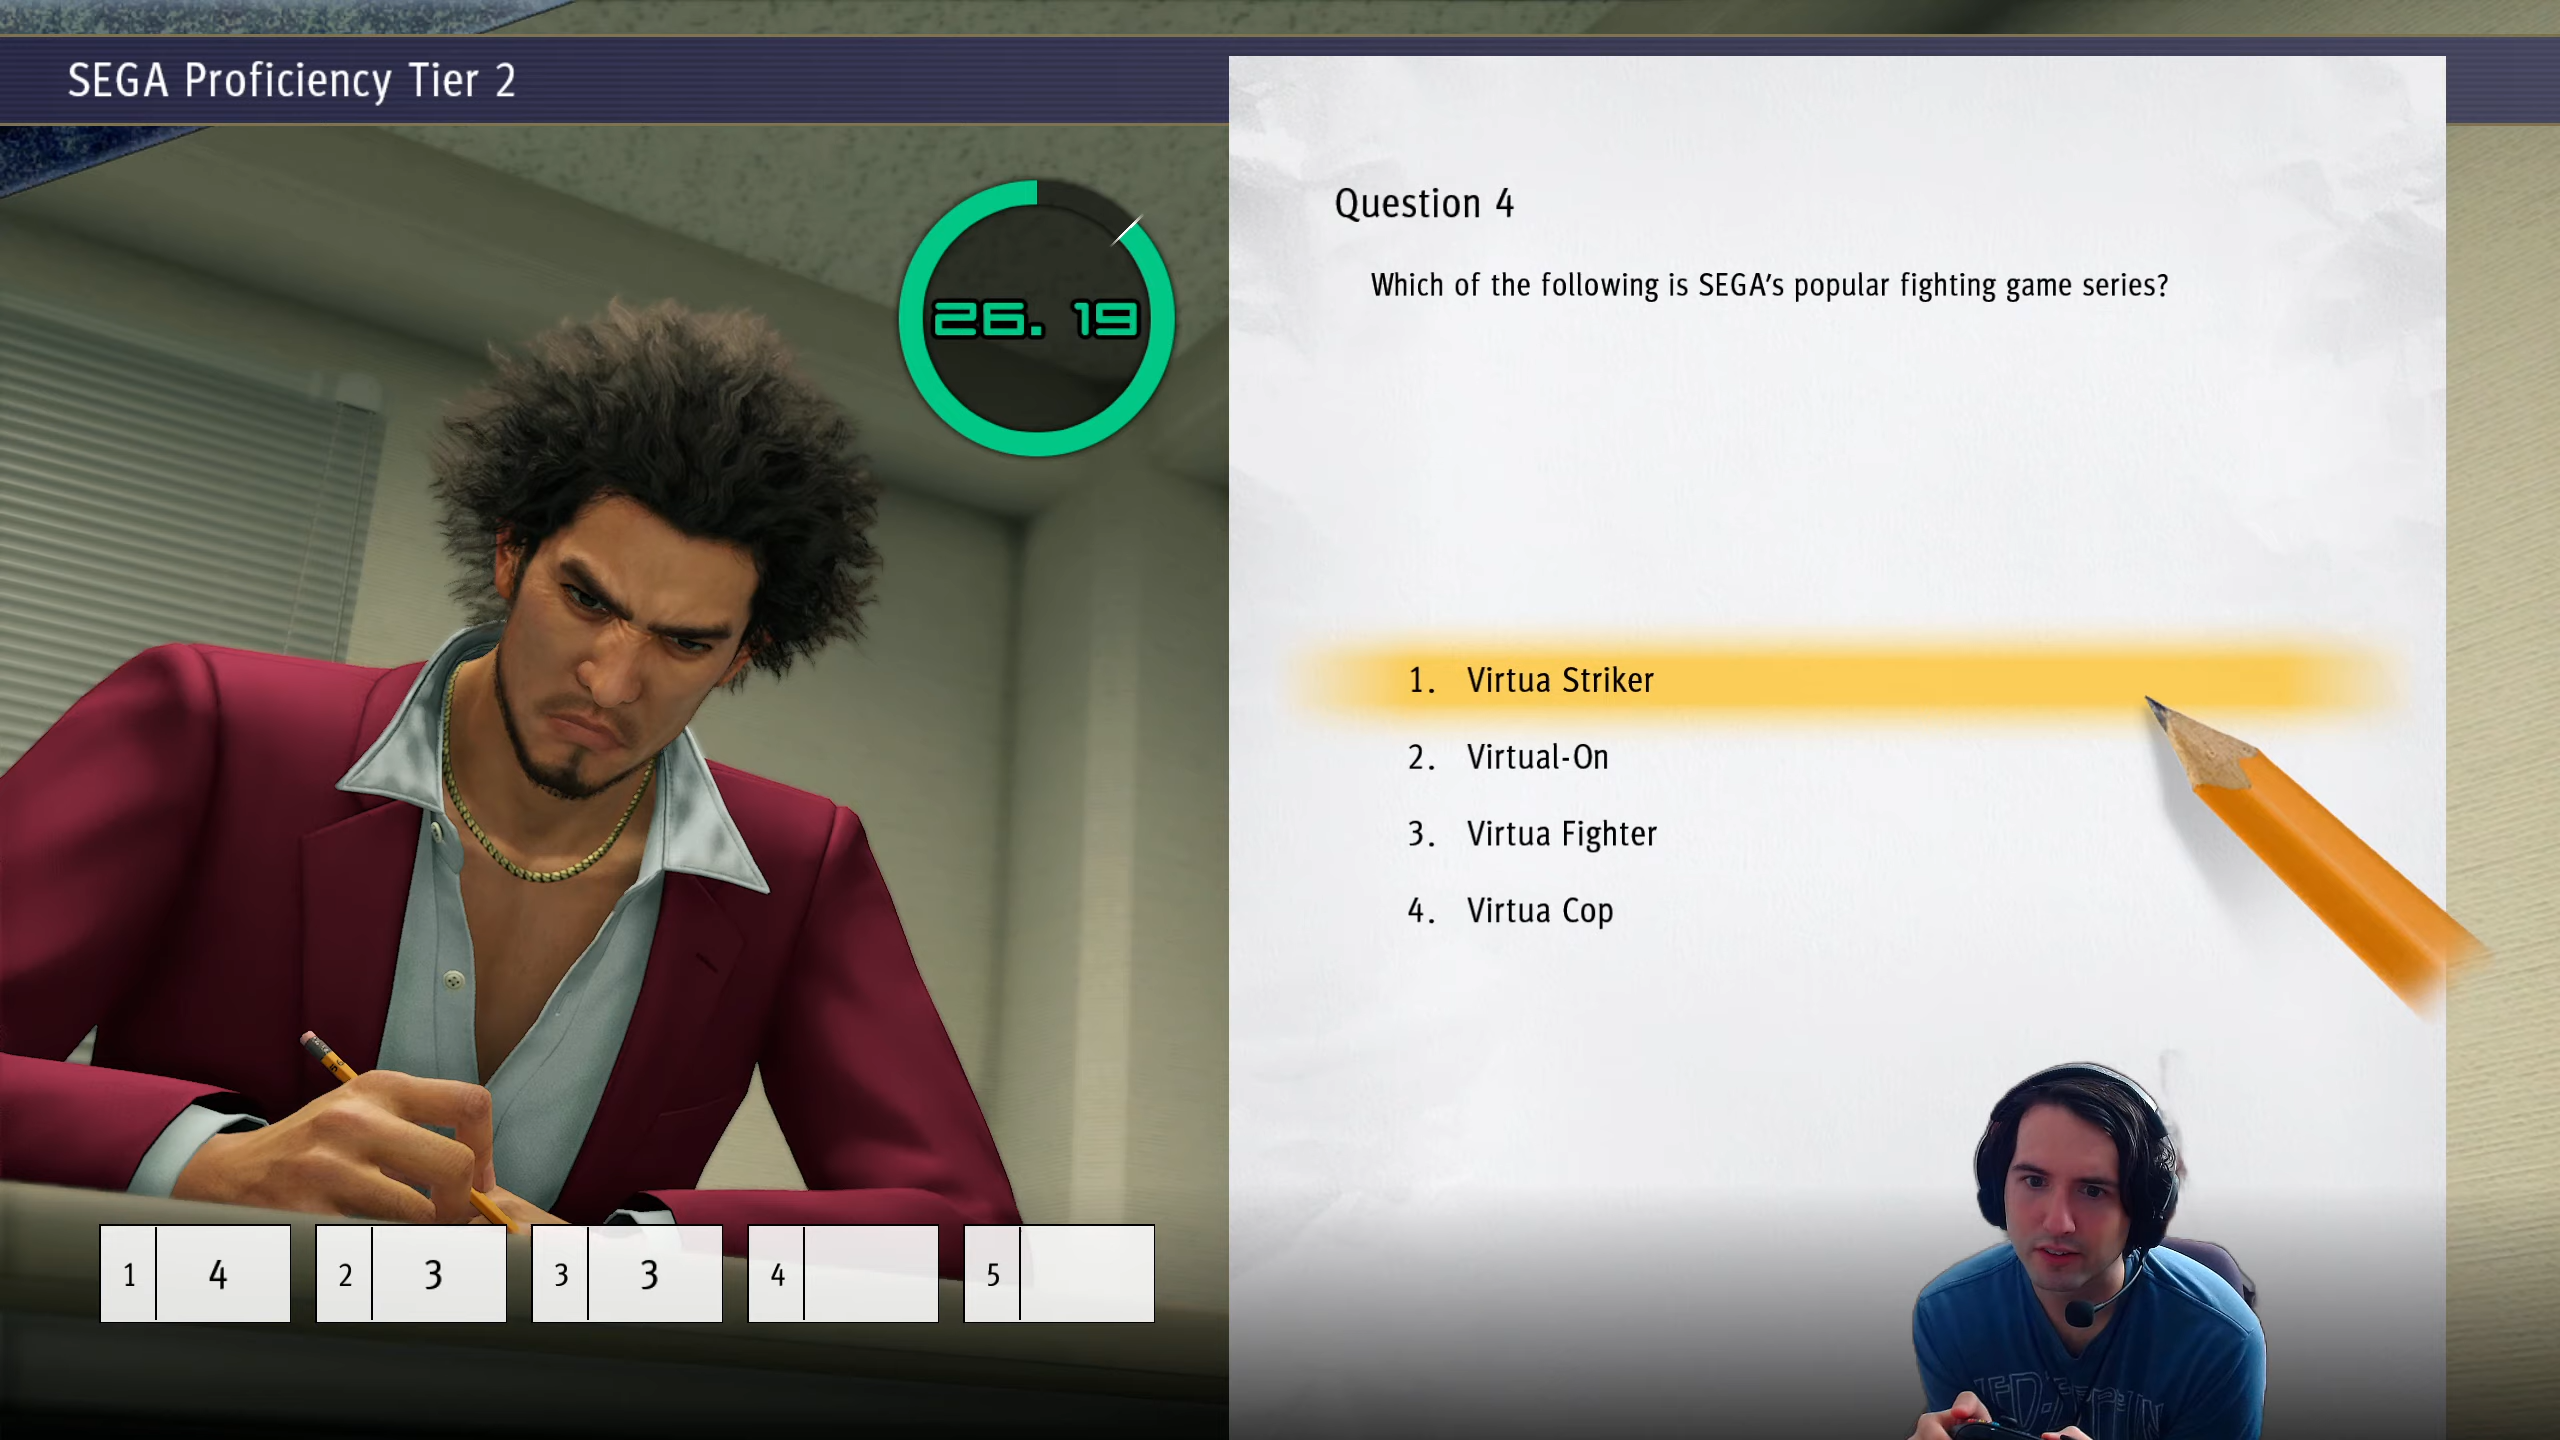 SEGA Proficiency Tier 2
26. 19
Question 4
Which of the following is SEGA's popular fighting game series?
1. Virtua Striker
2. Virtual-On
3. Virtua Fighter
4. Virtua Cop
1 4 2 3 3 3 4 5